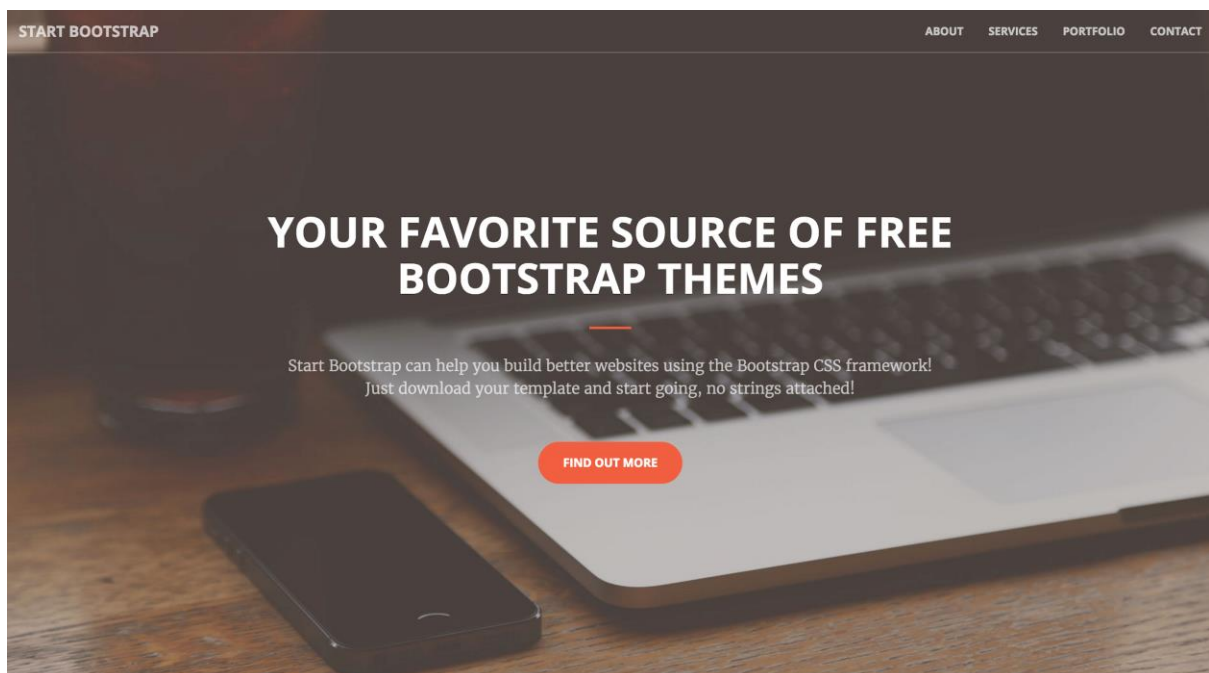 START BOOTSTRAP
ABOUT SERVICES PORTFOLIO CONTACT
YOUR FAVORITE SOURCE OF FREE
BOOTSTRAP THEMES
Start Bootstrap can help you build better websites using the Bootstrap CSS framework!
Just download your template and start going, no strings attached!
FIND OUT MORE